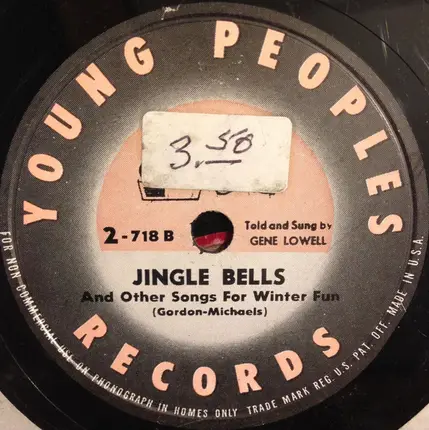 YOUNG PEOPLES
3.50
2-718 B
Told and Sung by
GENE LOWELL
JINGLE BELLS
And Other Songs For Winter Fun
(Gordon-Michaels)
RECORDS
FOR NON COMMERCIAL USE ON PHONOGRAPH IN HOMES ONLY TRADE MARK REG. U.S. PAT. OFF. MADE IN U.S.A.